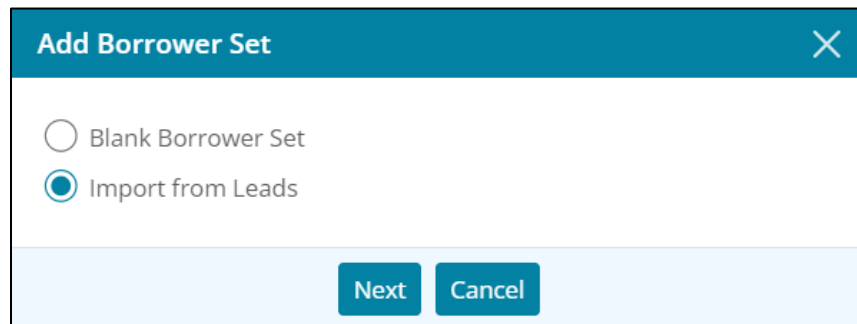 Add Borrower Set
Blank Borrower Set
Import from Leads
Next Cancel